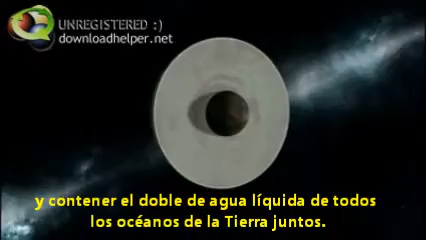 UNREGISTERED :)
downloadhelper.net
y contener el doble de agua líquida de todos
los océanos de la Tierra juntos.